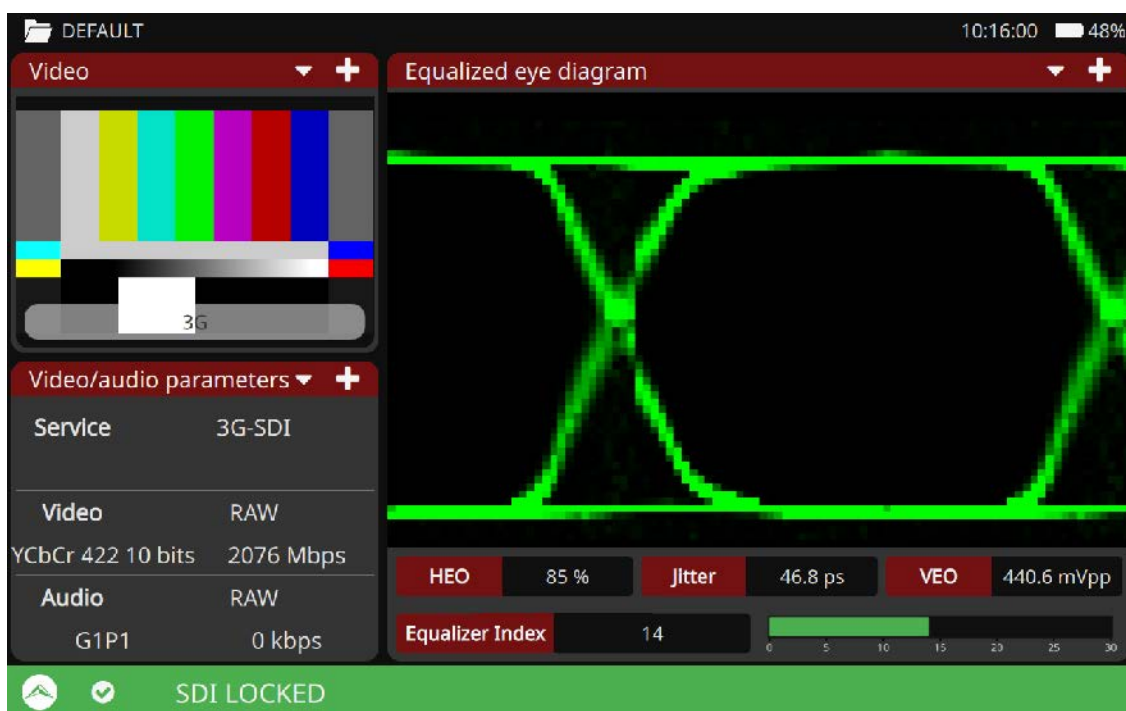 DEFAULT
10:16:00 48%
Video
3G
Video/audio parameters
Service 3G-SDI
Video RAW
YCbCr 422 10 bits 2076 Mbps
Audio RAW
G1P1 0 kbps
Equalized eye diagram
HEO 85 % Jitter 46.8 ps VEO 440.6 mVpp
Equalizer Index 14
0 5 10 15 20 25 30
SDI LOCKED